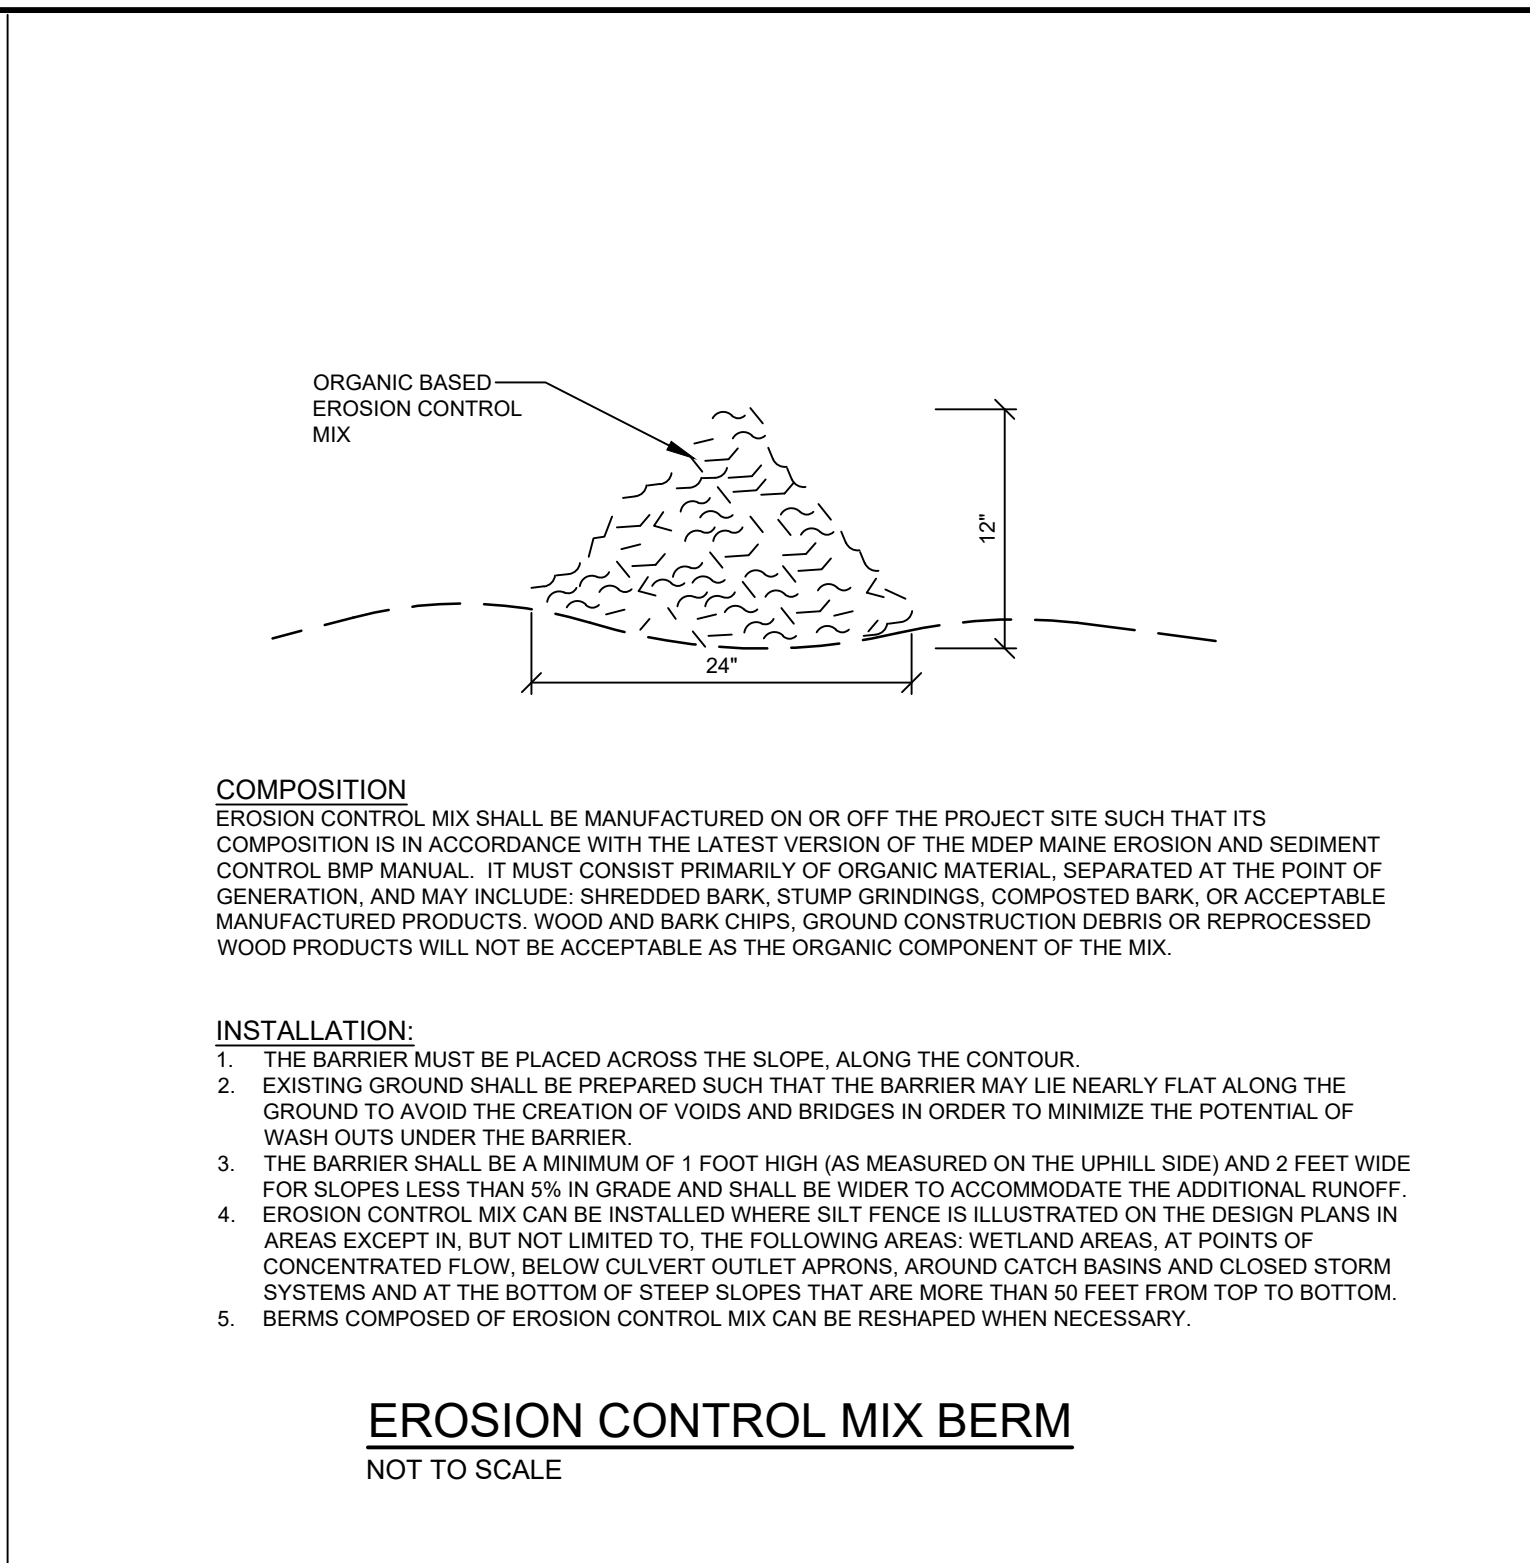 ORGANIC BASED
EROSION CONTROL
MIX
12"
24"
COMPOSITION
EROSION CONTROL MIX SHALL BE MANUFACTURED ON OR OFF THE PROJECT SITE SUCH THAT ITS
COMPOSITION IS IN ACCORDANCE WITH THE LATEST VERSION OF THE MDEP MAINE EROSION AND SEDIMENT
CONTROL BMP MANUAL. IT MUST CONSIST PRIMARILY OF ORGANIC MATERIAL, SEPARATED AT THE POINT OF
GENERATION, AND MAY INCLUDE: SHREDDED BARK, STUMP GRINDINGS, COMPOSTED BARK, OR ACCEPTABLE
MANUFACTURED PRODUCTS. WOOD AND BARK CHIPS, GROUND CONSTRUCTION DEBRIS OR REPROCESSED
WOOD PRODUCTS WILL NOT BE ACCEPTABLE AS THE ORGANIC COMPONENT OF THE MIX.
INSTALLATION:
1. THE BARRIER MUST BE PLACED ACROSS THE SLOPE, ALONG THE CONTOUR.
2. EXISTING GROUND SHALL BE PREPARED SUCH THAT THE BARRIER MAY LIE NEARLY FLAT ALONG THE
GROUND TO AVOID THE CREATION OF VOIDS AND BRIDGES IN ORDER TO MINIMIZE THE POTENTIAL OF
WASH OUTS UNDER THE BARRIER.
3. THE BARRIER SHALL BE A MINIMUM OF 1 FOOT HIGH (AS MEASURED ON THE UPHILL SIDE) AND 2 FEET WIDE
FOR SLOPES LESS THAN 5% IN GRADE AND SHALL BE WIDER TO ACCOMMODATE THE ADDITIONAL RUNOFF.
4. EROSION CONTROL MIX CAN BE INSTALLED WHERE SILT FENCE IS ILLUSTRATED ON THE DESIGN PLANS IN
AREAS EXCEPT IN, BUT NOT LIMITED TO, THE FOLLOWING AREAS: WETLAND AREAS, AT POINTS OF
CONCENTRATED FLOW, BELOW CULVERT OUTLET APRONS, AROUND CATCH BASINS AND CLOSED STORM
SYSTEMS AND AT THE BOTTOM OF STEEP SLOPES THAT ARE MORE THAN 50 FEET FROM TOP TO BOTTOM.
5. BERMS COMPOSED OF EROSION CONTROL MIX CAN BE RESHAPED WHEN NECESSARY.
EROSION CONTROL MIX BERM
NOT TO SCALE